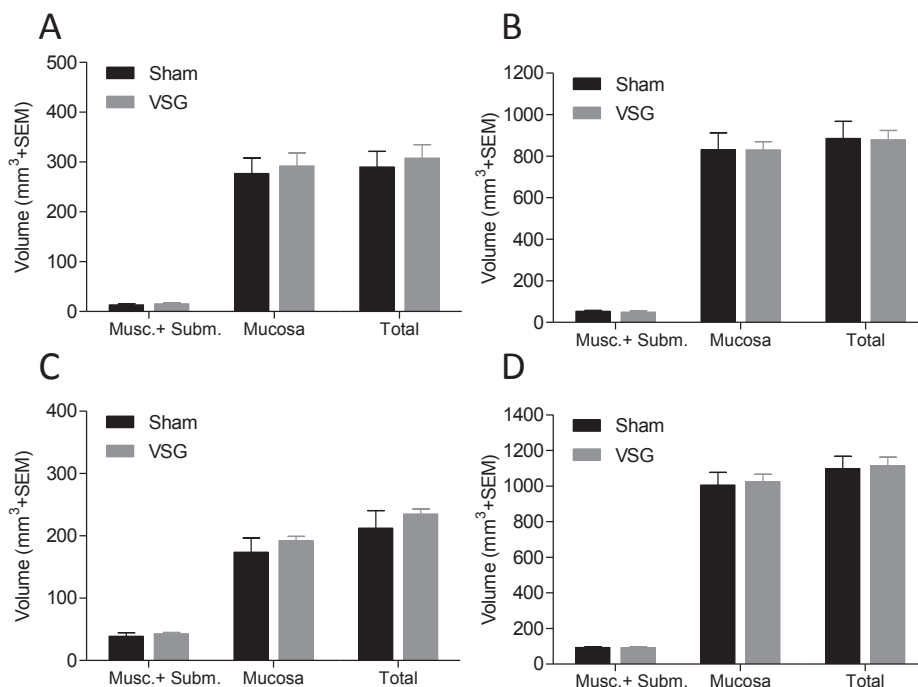 A
Volume (mm³+SEM)
500
400
300
200
100
0
Sham
VSG
Musc.+ Subm. Mucosa Total
B
Volume (mm³+SEM)
1200
1000
800
600
400
200
0
Sham
VSG
Musc.+ Subm. Mucosa Total
C
Volume (mm³+SEM)
400
300
200
100
0
Sham
VSG
Musc.+ Subm. Mucosa Total
D
Volume (mm³+SEM)
1400
1200
1000
800
600
400
200
0
Sham
VSG
Musc.+ Subm. Mucosa Total